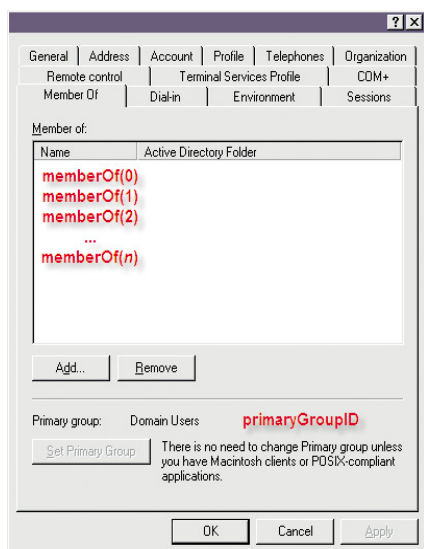 General Address Account Profile Telephones Organization
Remote control Terminal Services Profile COM+
Member Of Dial-in Environment Sessions
Member of:
Name Active Directory Folder
memberOf(0)
memberOf(1)
memberOf(2)
...
memberOf(n)
Add... Remove
Primary group: Domain Users primaryGroupID
Set Primary Group There is no need to change Primary group unless
you have Macintosh clients or POSIX-compliant
applications.
OK Cancel Apply